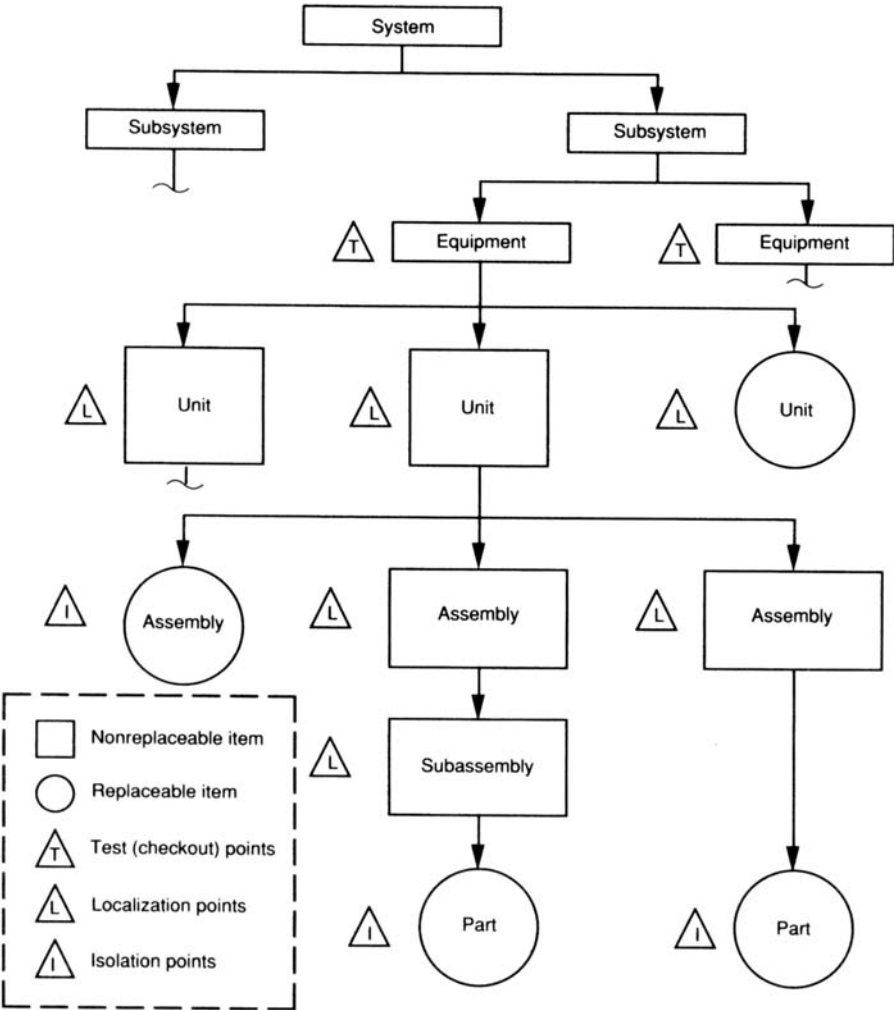 System
Subsystem
Subsystem
T
Equipment
T
Equipment
L
Unit
L
Unit
L
Unit
I
Assembly
L
Assembly
L
Assembly
Nonreplaceable item
Replaceable item
T
Test (checkout) points
L
Localization points
I
Isolation points
L
Subassembly
I
Part
I
Part